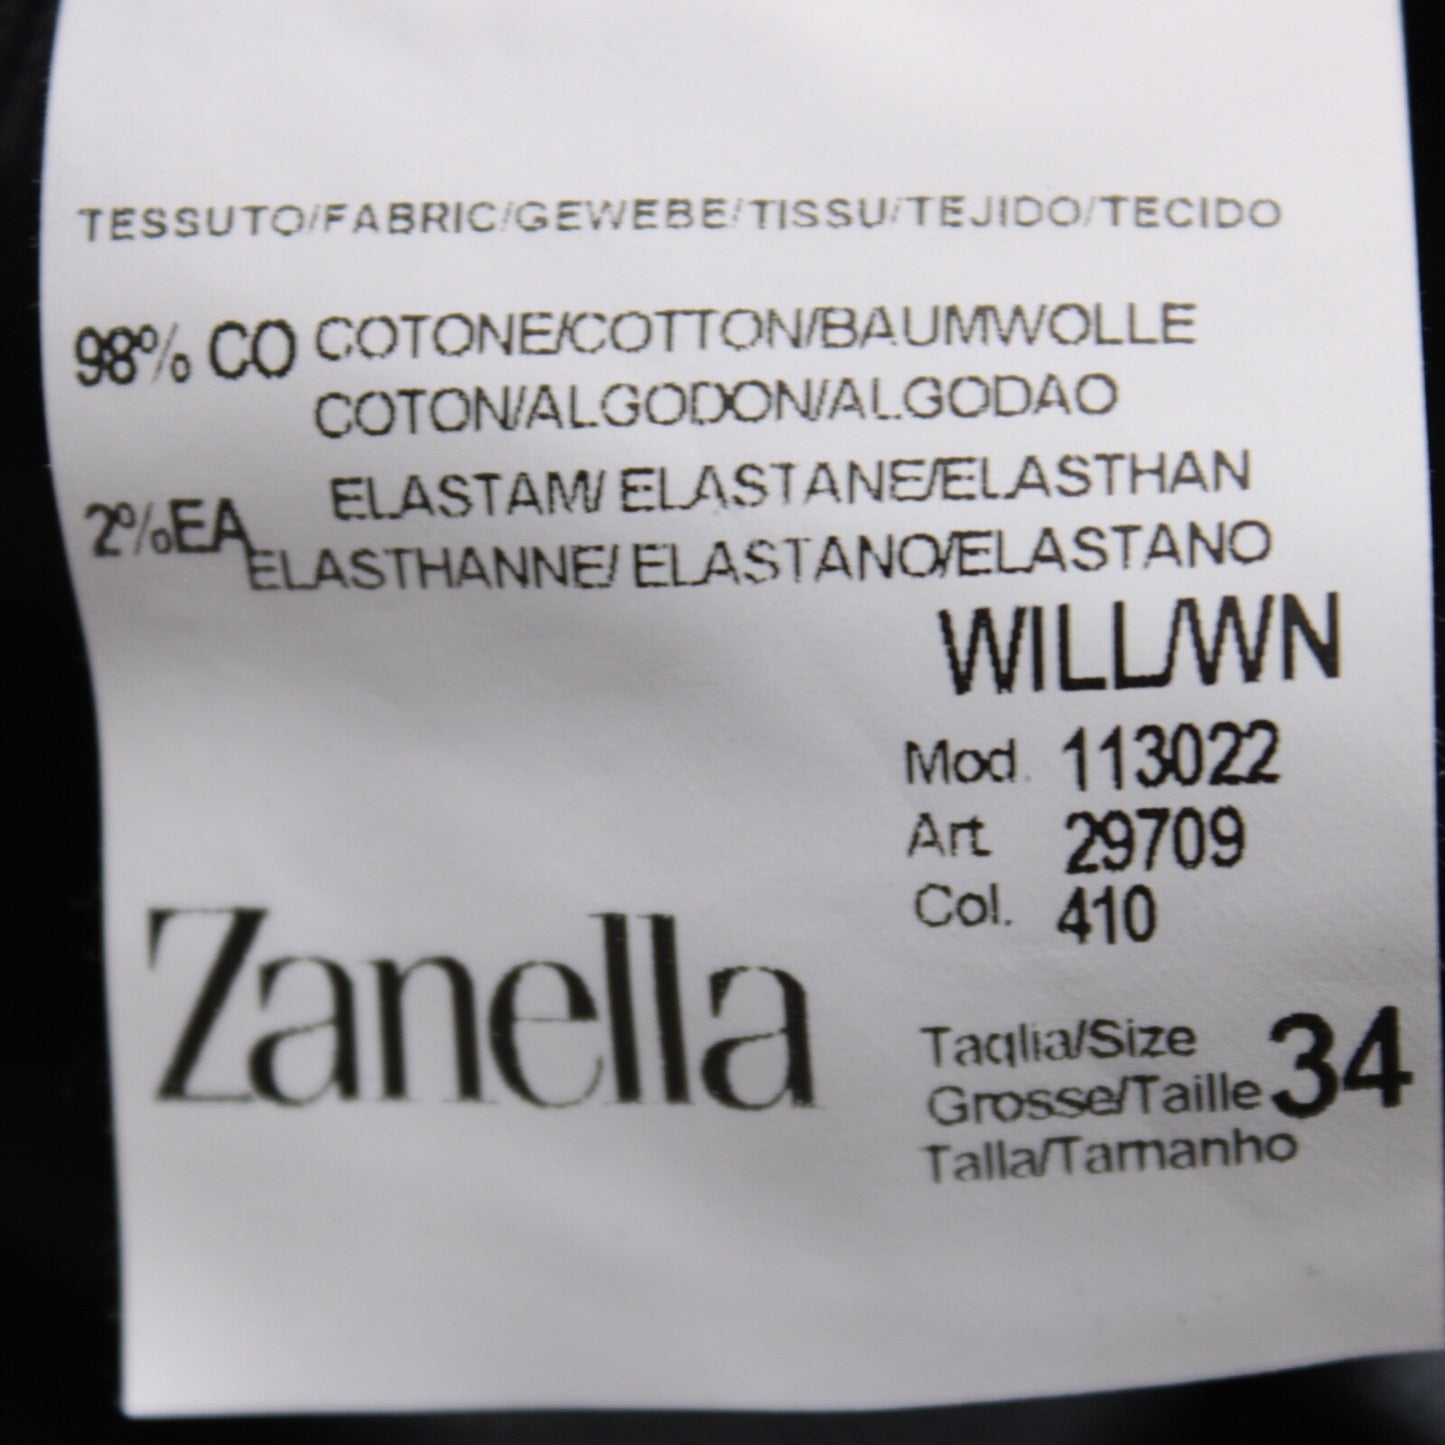 TESSUTO/FABRIC/GEWEBE/TISSU/TEJIDO/TECIDO
98% CO COTONE/COTTON/BAUMWOLLE
COTON/ALGODON/ALGODAO
2%EA ELASTAM/ ELASTANE/ELASTHAN
ELASTHANNE/ ELASTANO/ELASTANO
WILL/WN
Mod. 113022
Art 29709
Col. 410
Zanella
Taglia/Size
Grosse/Taille 34
Talla/Tamanho